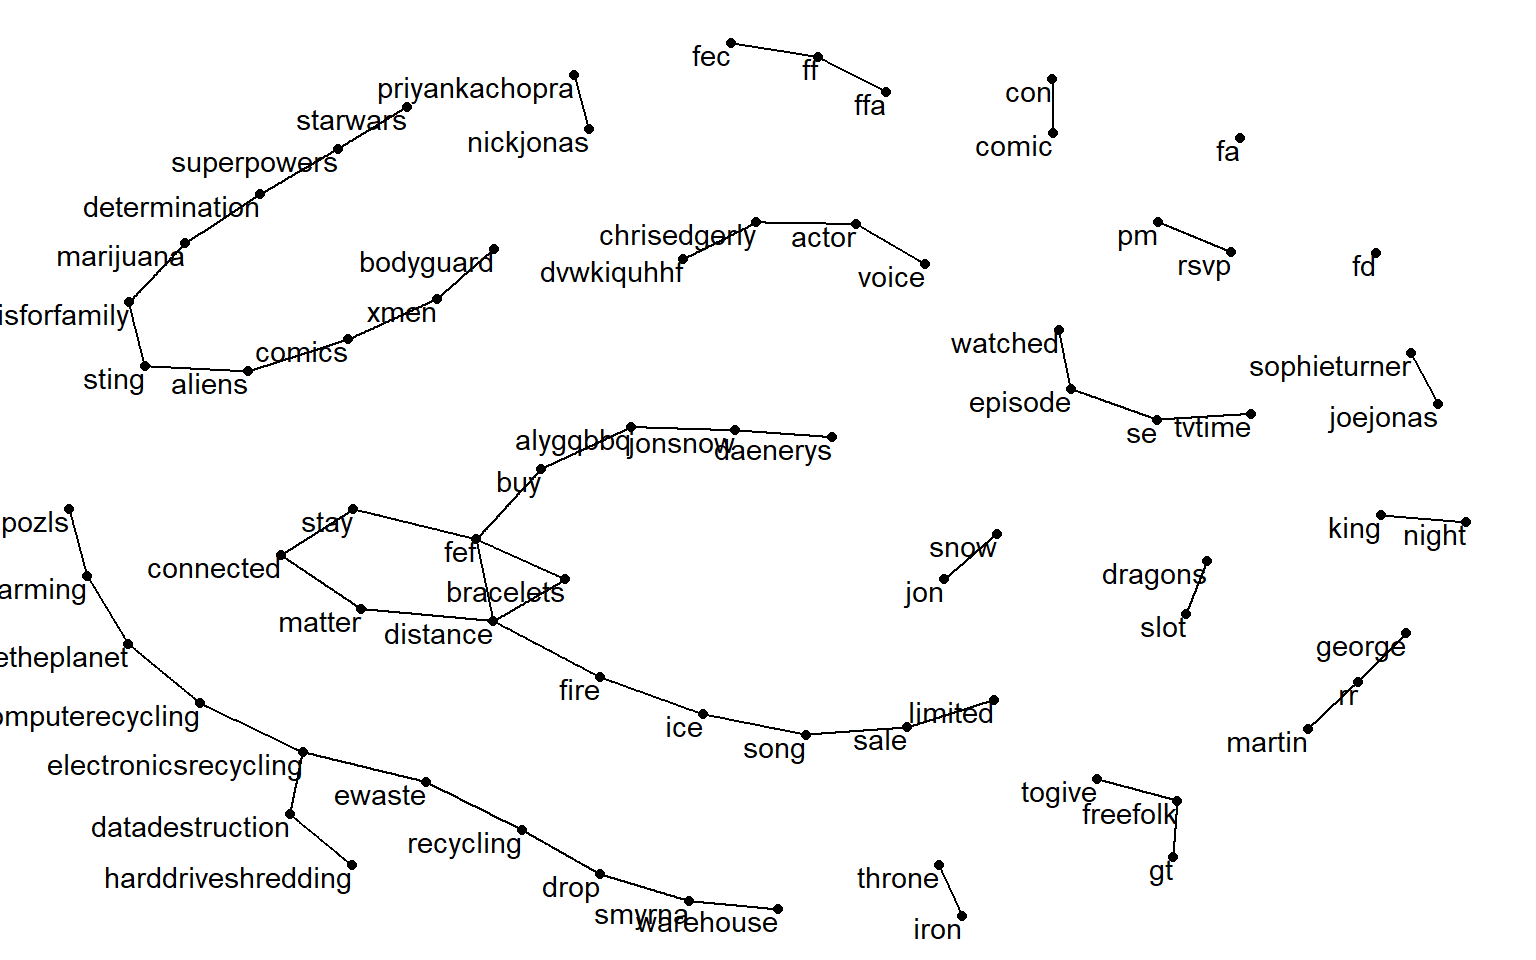 fec
ff
ffa
priyankachopra
nickjonas
con
comic
starwars
superpowers
determination
marijuana
isforfamily
sting
aliens
comics
xmen
bodyguard
fa
chrisedgerly
actor
dvwkiquhhf
voice
pm
rsvp
fd
watched
episode
se
tvtime
sophieturner
joejonas
alygqbbq
jonsnow
daenerys
buy
stay
fef
connected
bracelets
matter
distance
fire
ice
song
sale
limited
snow
jon
king
night
dragons
slot
george
rr
martin
pozls
arming
etheplanet
omputerecycling
electronicsrecycling
ewaste
datadestruction
recycling
harddriveshredding
drop
smyrna
warehouse
togive
freefolk
gt
throne
iron